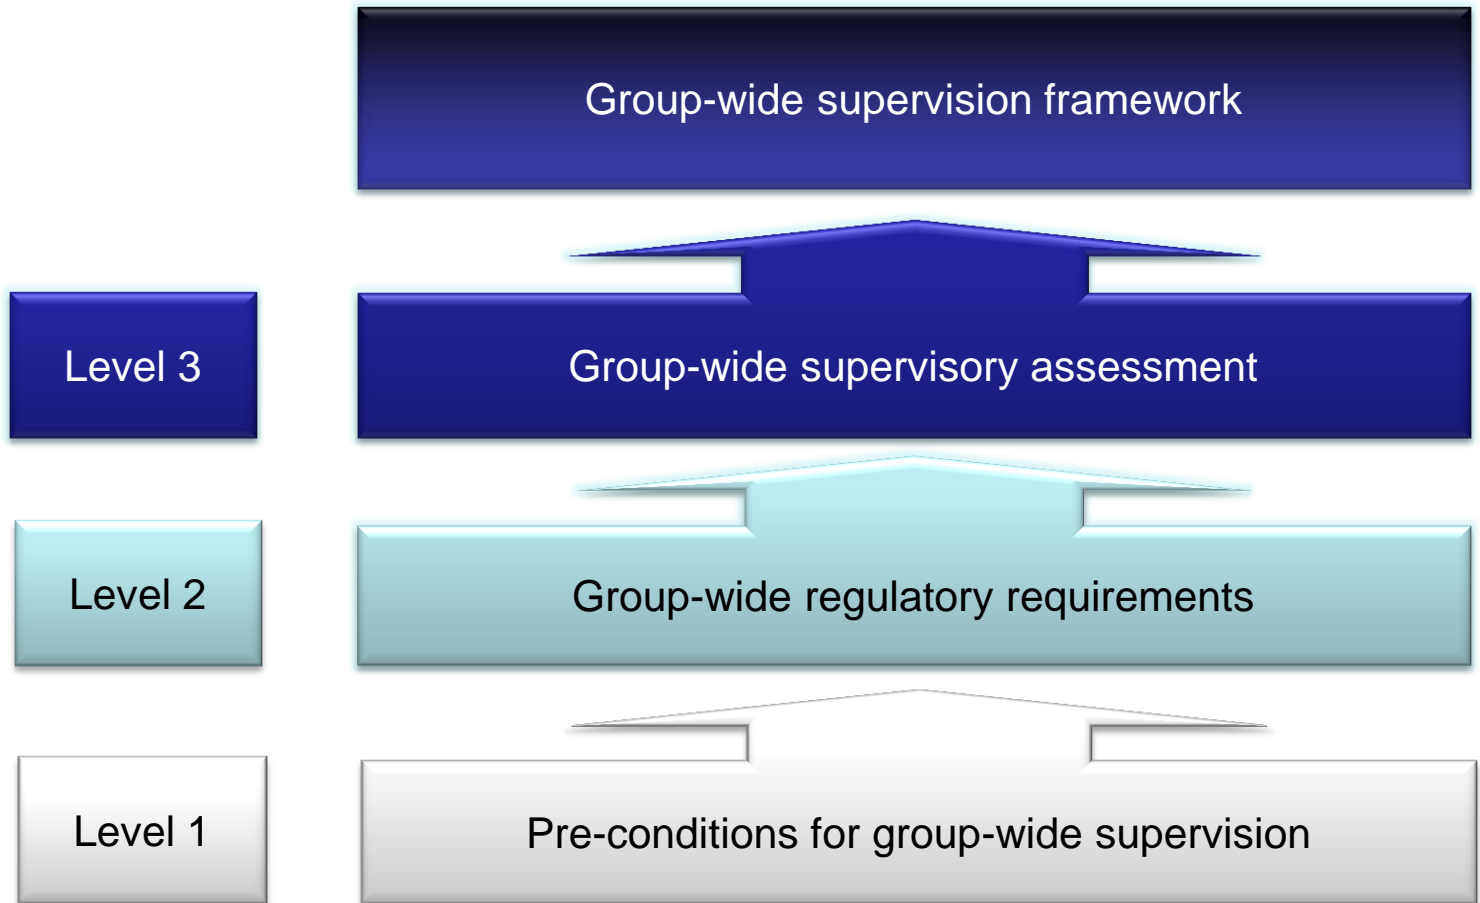 Group-wide supervision framework
Level 3
Group-wide supervisory assessment
Level 2
Group-wide regulatory requirements
Level 1
Pre-conditions for group-wide supervision